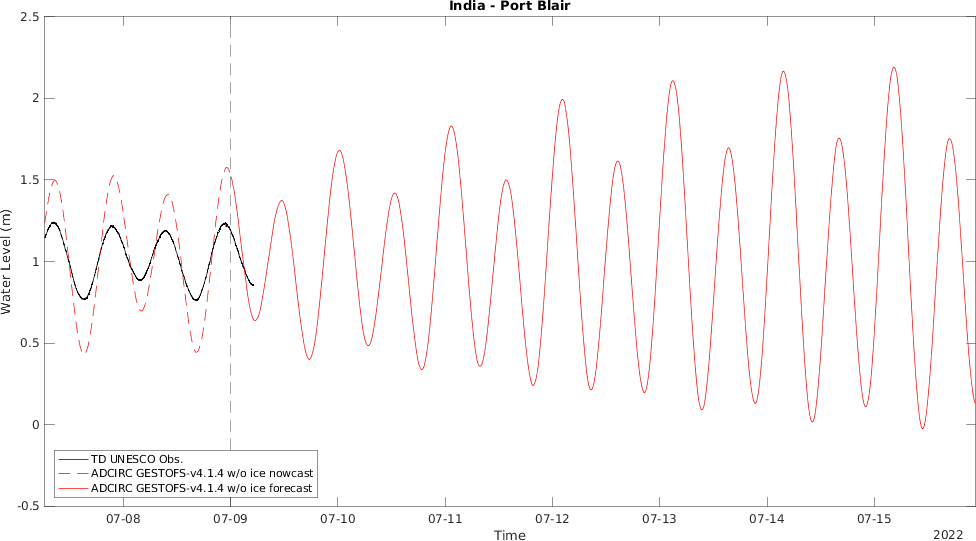 India - Port Blair
2.5
2
1.5
1
0.5
0
-0.5
Water Level (m)
TD UNESCO Obs.
ADCIRC GESTOFS-v4.1.4 w/o ice nowcast
ADCIRC GESTOFS-v4.1.4 w/o ice forecast
07-08 07-09 07-10 07-11 07-12 07-13 07-14 07-15
Time
2022